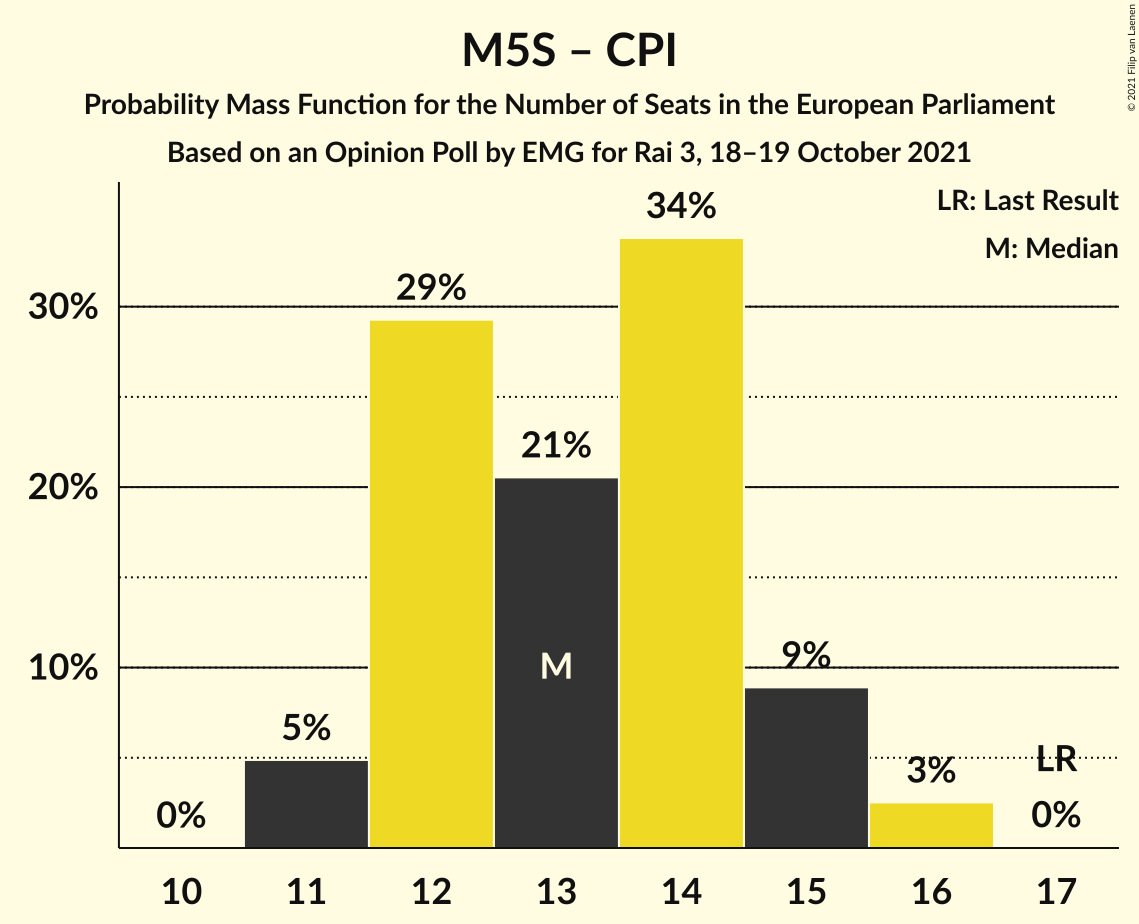 M5S – CPI
Probability Mass Function for the Number of Seats in the European Parliament
Based on an Opinion Poll by EMG for Rai 3, 18–19 October 2021
© 2021 Filip van Laenen
LR: Last Result
M: Median
34%
29%
30%
21%
20%
M
10%
9%
5%
3%
LR
0%
0%
10 11 12 13 14 15 16 17